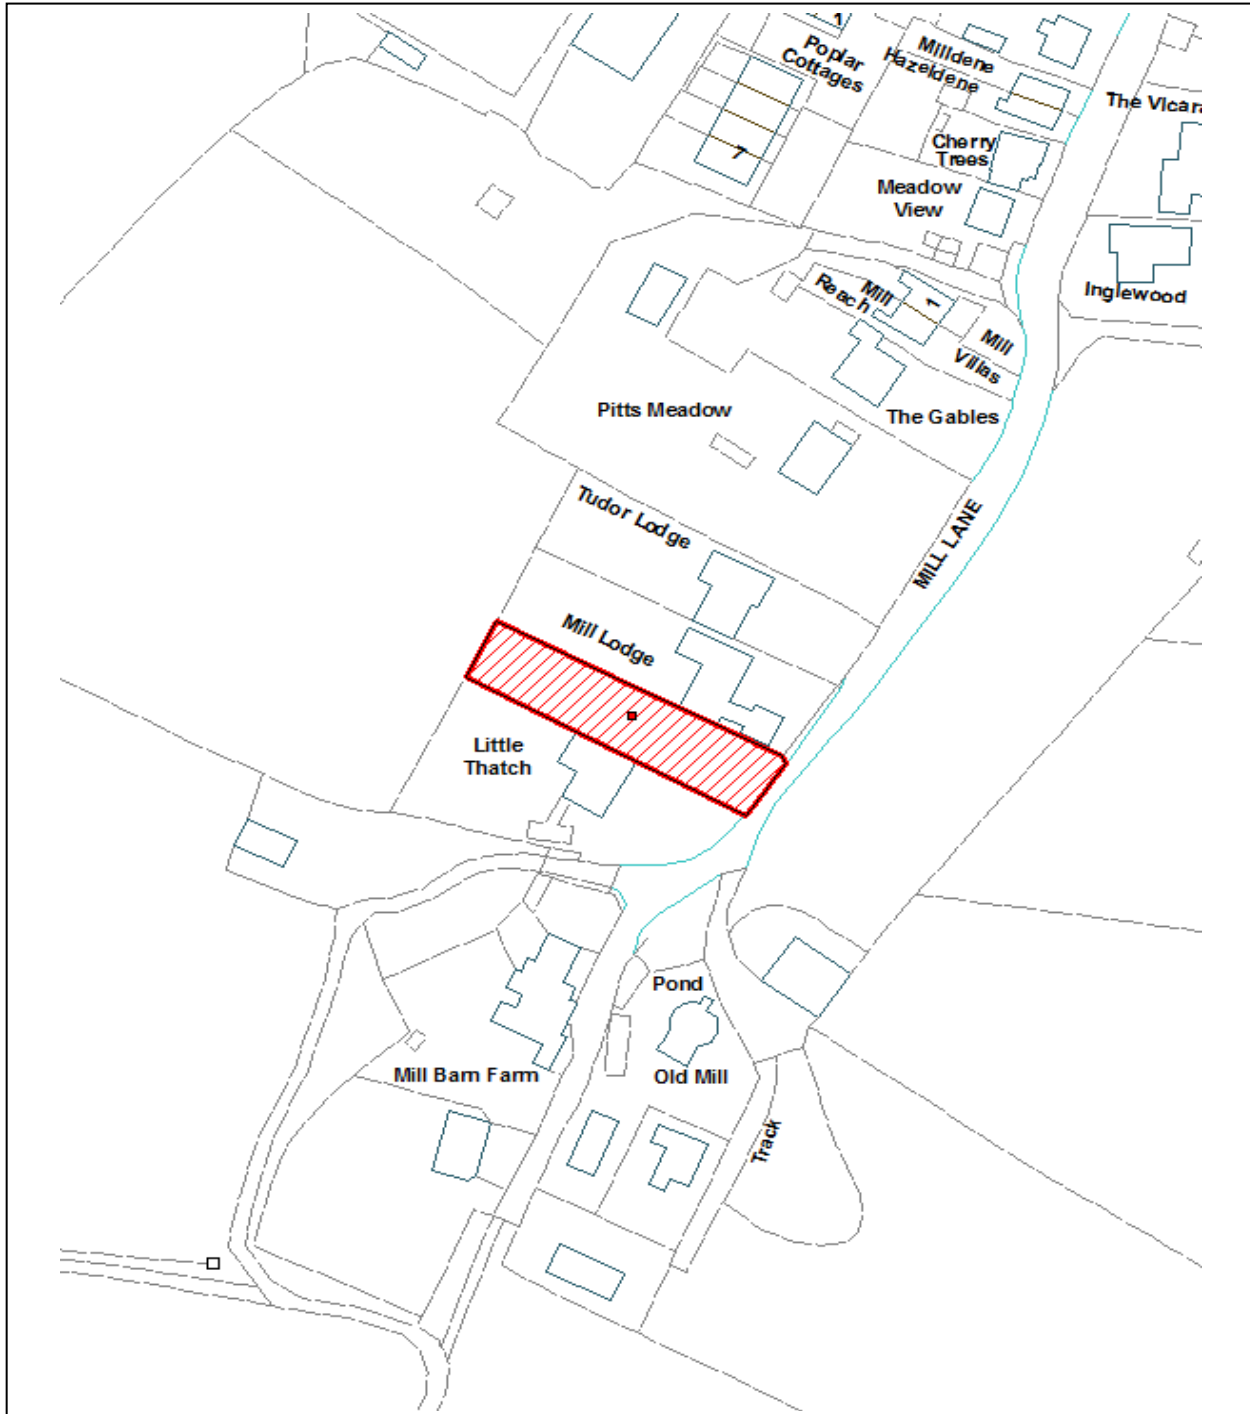 1
Poplar
Cottages
Milldene
Hazeldene
The Vicara
7
Cherry
Trees
Meadow
View
Inglewood
Mill
Reach
1
Mill
Villas
Pitts Meadow
The Gables
Tudor Lodge
MILL LANE
Mill Lodge
Little
Thatch
Pond
Mill Barn Farm
Old Mill
Track